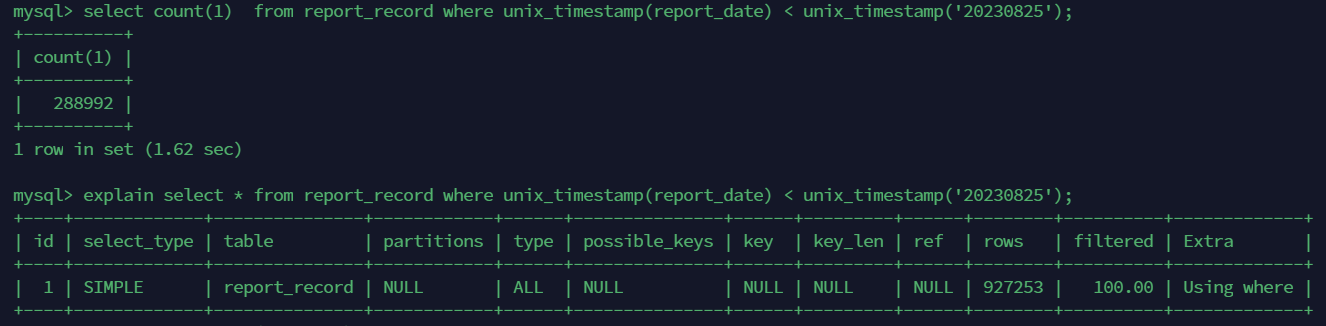 mysql> select count(1)  from report_record where unix_timestamp(report_date) < unix_timestamp('20230825');
+----------+
| count(1) |
+----------+
|   288992 |
+----------+
1 row in set (1.62 sec)

mysql> explain select * from report_record where unix_timestamp(report_date) < unix_timestamp('20230825');
+----+-------------+---------------+------------+------+---------------+------+---------+------+--------+----------+-------------+
| id | select_type | table         | partitions | type | possible_keys | key  | key_len | ref  | rows   | filtered | Extra       |
+----+-------------+---------------+------------+------+---------------+------+---------+------+--------+----------+-------------+
|  1 | SIMPLE      | report_record | NULL       | ALL  | NULL          | NULL | NULL    | NULL | 927253 |   100.00 | Using where |
+----+-------------+---------------+------------+------+---------------+------+---------+------+--------+----------+-------------+